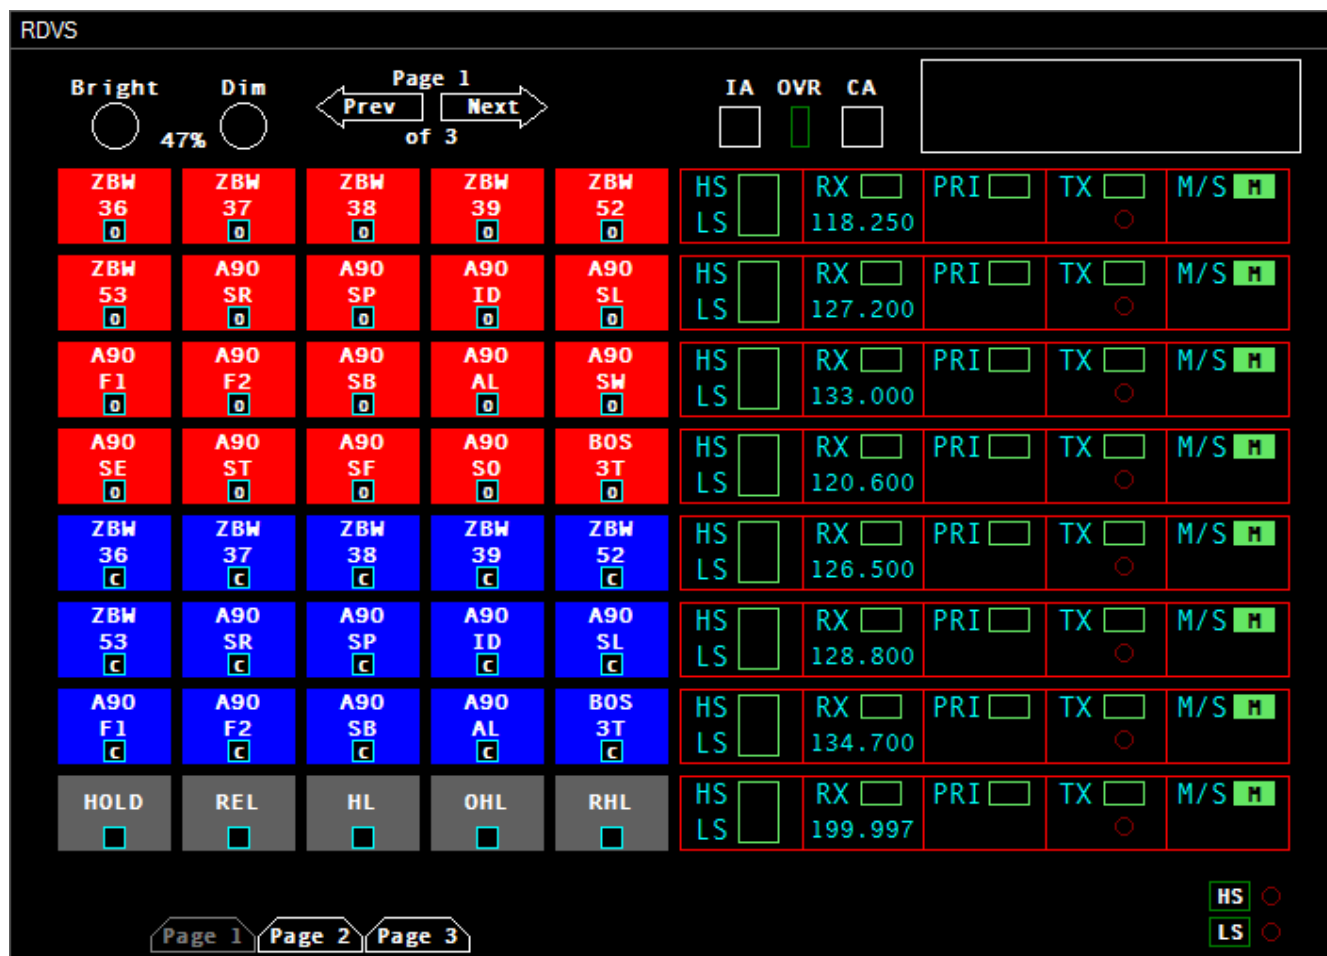 RDVS
Bright Dim
47%
Page 1
Prev Next
of 3
IA OVR CA
ZBW ZBW ZBW ZBW ZBW
36 37 38 39 52
O O O O O
HS RX PRI TX M/S M
LS 118.250
ZBW A90 A90 A90 A90
53 SR SP ID SL
O O O O O
HS RX PRI TX M/S M
LS 127.200
A90 A90 A90 A90 A90
F1 F2 SB AL SW
O O O O O
HS RX PRI TX M/S M
LS 133.000
A90 A90 A90 A90 BOS
SE ST SF SO 3T
O O O O O
HS RX PRI TX M/S M
LS 120.600
ZBW ZBW ZBW ZBW ZBW
36 37 38 39 52
C C C C C
HS RX PRI TX M/S M
LS 126.500
ZBW A90 A90 A90 A90
53 SR SP ID SL
C C C C C
HS RX PRI TX M/S M
LS 128.800
A90 A90 A90 A90 BOS
F1 F2 SB AL 3T
C C C C C
HS RX PRI TX M/S M
LS 134.700
HOLD REL HL OHL RHL
HS RX PRI TX M/S M
LS 199.997
HS
LS
Page 1 Page 2 Page 3